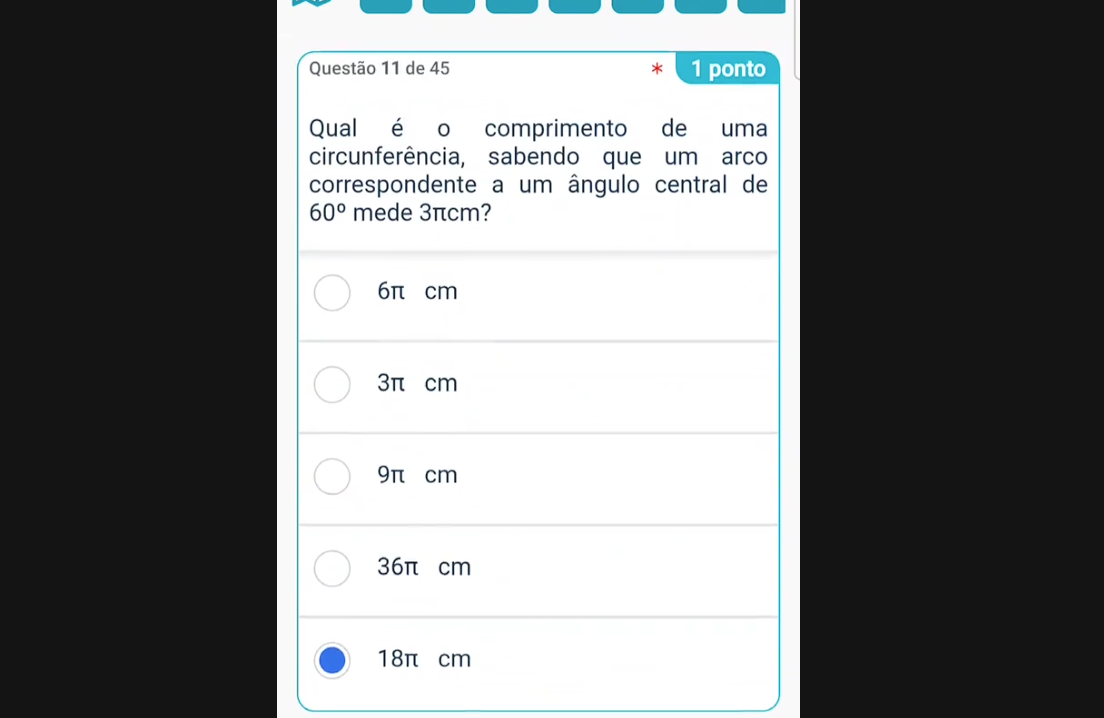 Questão 11 de 45
* 1 ponto
Qual é o comprimento de uma
circunferência, sabendo que um arco
correspondente a um ângulo central de
60º mede 3πcm?
6π cm
3π cm
9π cm
36π cm
18π cm